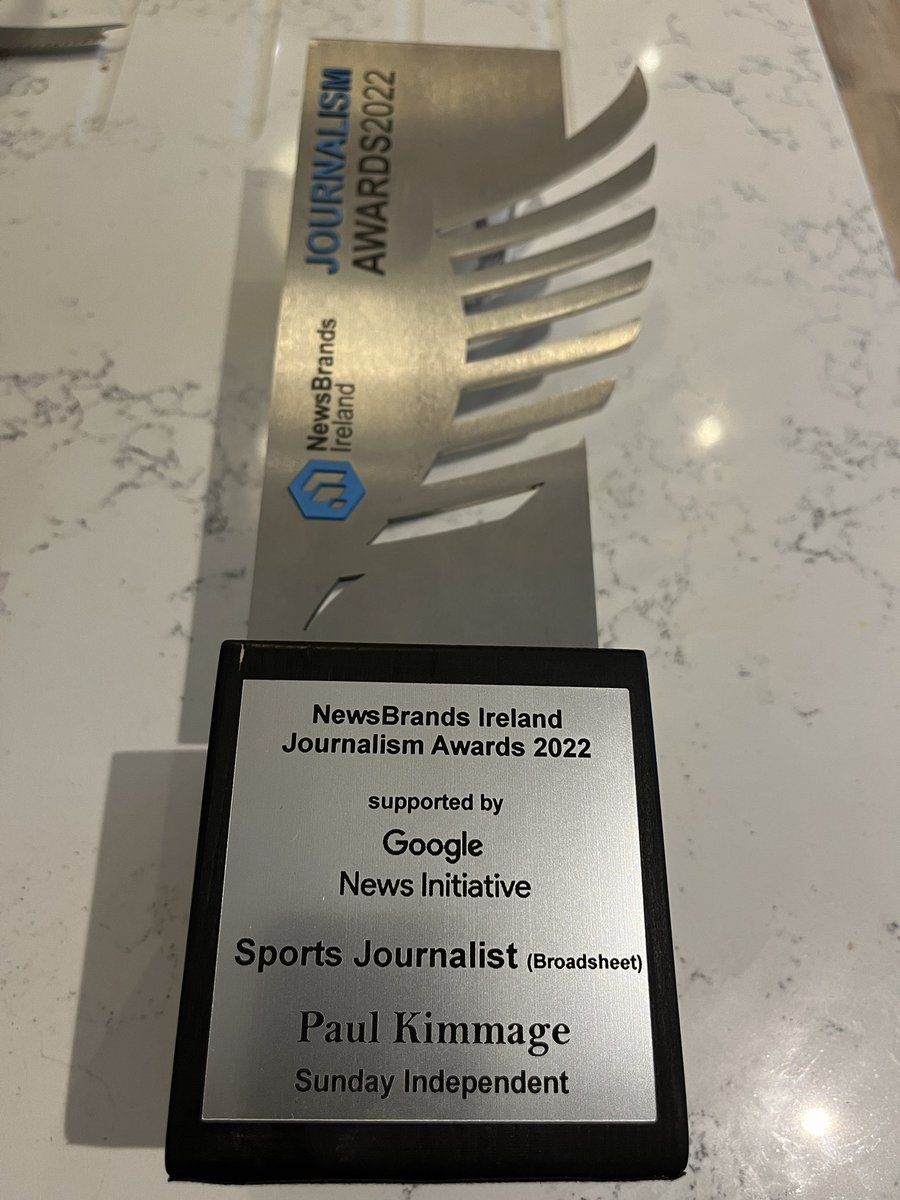 JOURNALISM
AWARDS2022
NewsBrands
Ireland
NewsBrands Ireland
Journalism Awards 2022
supported by
Google
News Initiative
Sports Journalist (Broadsheet)
Paul Kimmage
Sunday Independent